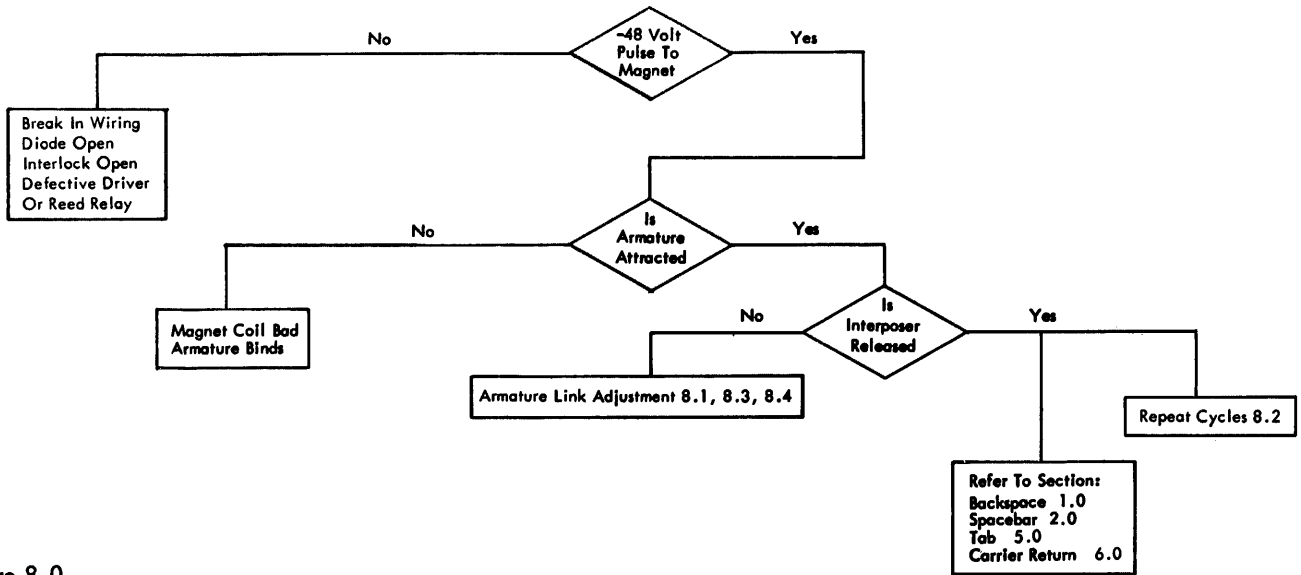 -48 Volt
Pulse To
Magnet
No
Yes
Break In Wiring
Diode Open
Interlock Open
Defective Driver
Or Reed Relay
Is
Armature
Attracted
No
Yes
Magnet Coil Bad
Armature Binds
Is
Interposer
Released
No
Yes
Armature Link Adjustment 8.1, 8.3, 8.4
Repeat Cycles 8.2
Refer To Section:
Backspace 1.0
Spacebar 2.0
Tab 5.0
Carrier Return 6.0
8.0